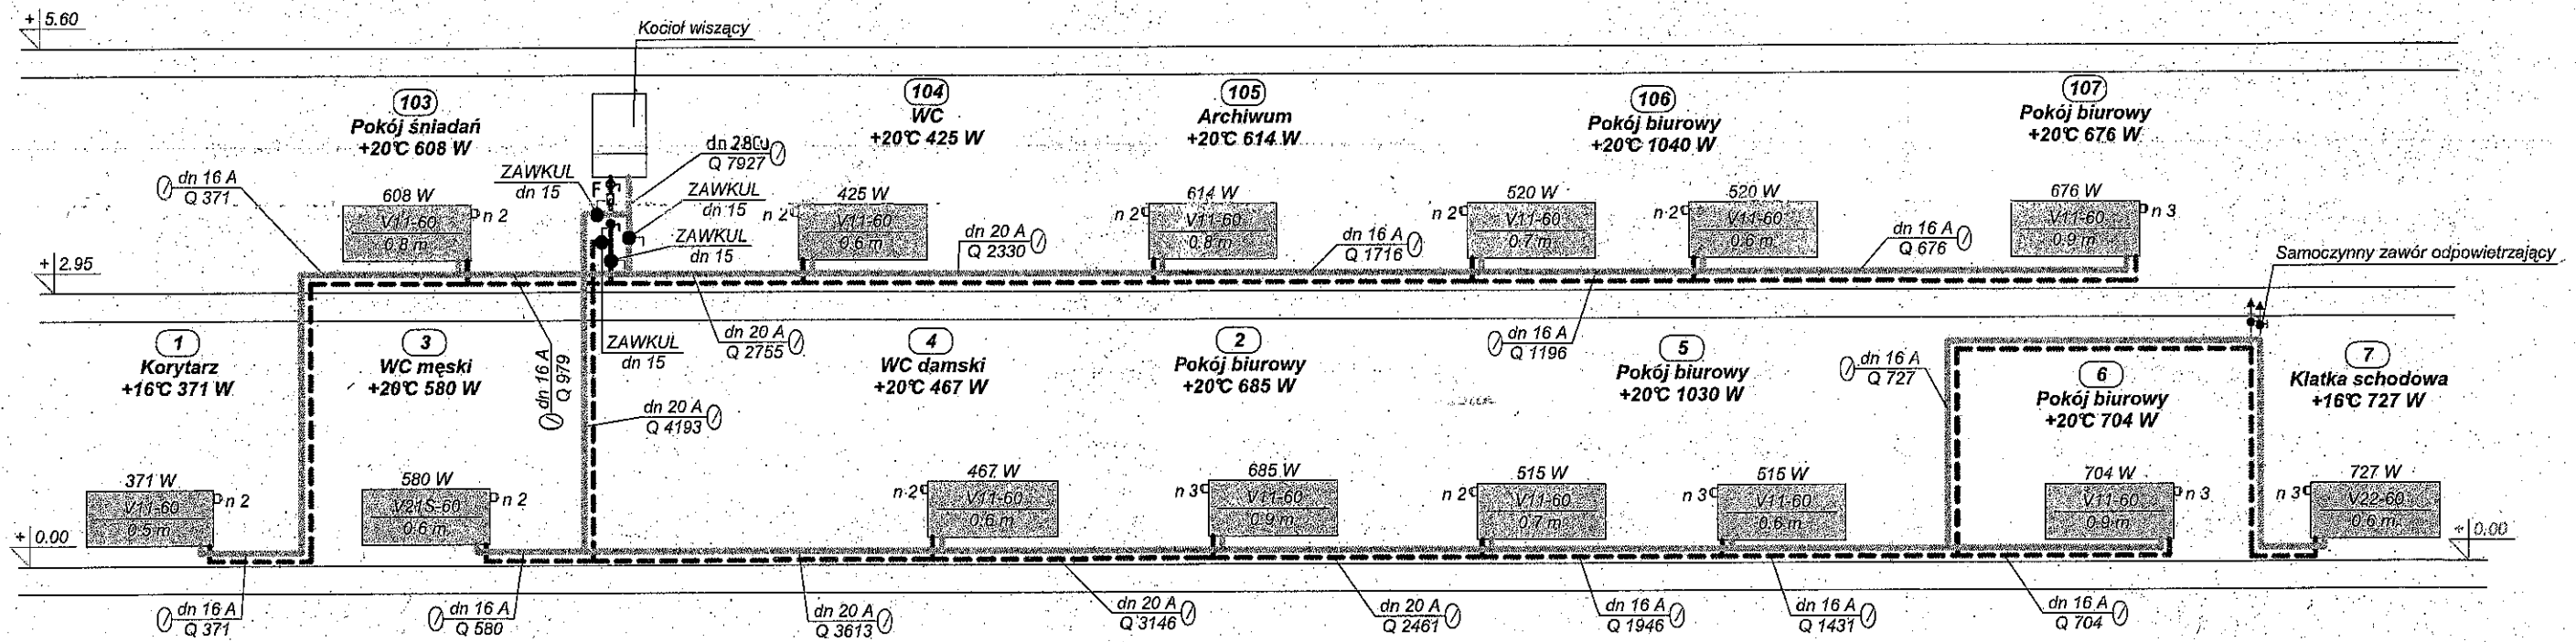 + 5.60
Kocioł wiszący
103
Pokój śniadań
+20°C 608 W
104
WC
+20°C 425 W
105
Archiwum
+20°C 614 W
106
Pokój biurowy
+20°C 1040 W
107
Pokój biurowy
+20°C 676 W
dn 16 A
Q 371
ZAWKUL
dn 15
dn 28Cu
Q 7927
ZAWKUL
dn 15
ZAWKUL
dn 15
F
608 W
V11-60
0.8 m
n 2
425 W
n 2
V11-60
0.6 m
dn 20 A
Q 2330
614 W
n 2
V11-60
0.8 m
dn 16 A
Q 1716
520 W
n 2
V11-60
0.7 m
520 W
n 2
V11-60
0.6 m
dn 16 A
Q 676
676 W
V11-60
0.9 m
n 3
Samoczynny zawór odpowietrzający
+ 2.95
1
Korytarz
+16°C 371 W
3
WC męski
+20°C 580 W
dn 16 A
Q 979
ZAWKUL
dn 15
dn 20 A
Q 2755
4
WC damski
+20°C 467 W
2
Pokój biurowy
+20°C 685 W
dn 16 A
Q 1196
5
Pokój biurowy
+20°C 1030 W
dn 16 A
Q 727
6
Pokój biurowy
+20°C 704 W
7
Klatka schodowa
+16°C 727 W
dn 20 A
Q 4193
371 W
V11-60
0.5 m
n 2
580 W
V21S-60
0.6 m
n 2
467 W
n 2
V11-60
0.6 m
685 W
n 3
V11-60
0.9 m
515 W
n 2
V11-60
0.7 m
515 W
n 3
V11-60
0.6 m
704 W
V11-60
0.9 m
n 3
727 W
n 3
V22-60
0.6 m
+ 0.00
+ 0.00
dn 16 A
Q 371
dn 16 A
Q 580
dn 20 A
Q 3613
dn 20 A
Q 3146
dn 20 A
Q 2461
dn 16 A
Q 1946
dn 16 A
Q 1431
dn 16 A
Q 704